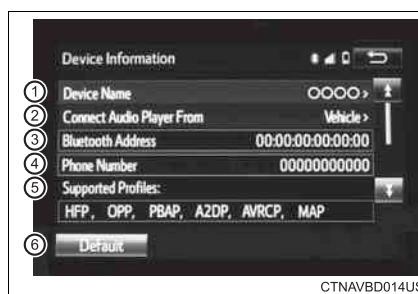 Device Information
① Device Name OOOO›
② Connect Audio Player From Vehicle›
③ Bluetooth Address 00:00:00:00:00:00
④ Phone Number 00000000000
⑤ Supported Profiles:
HFP, OPP, PBAP, A2DP, AVRCP, MAP
⑥ Default
CTNAVBD014US